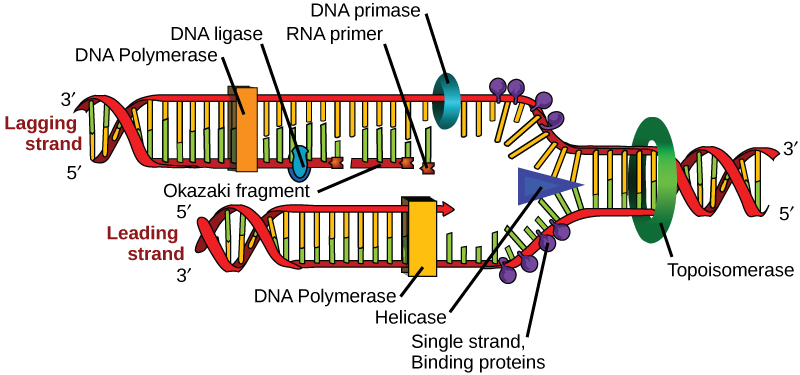 DNA primase
DNA ligase
RNA primer
DNA Polymerase
3′
Lagging
strand
5′
Okazaki fragment
5′
Leading
strand
3′
3′
5′
Topoisomerase
DNA Polymerase
Helicase
Single strand,
Binding proteins